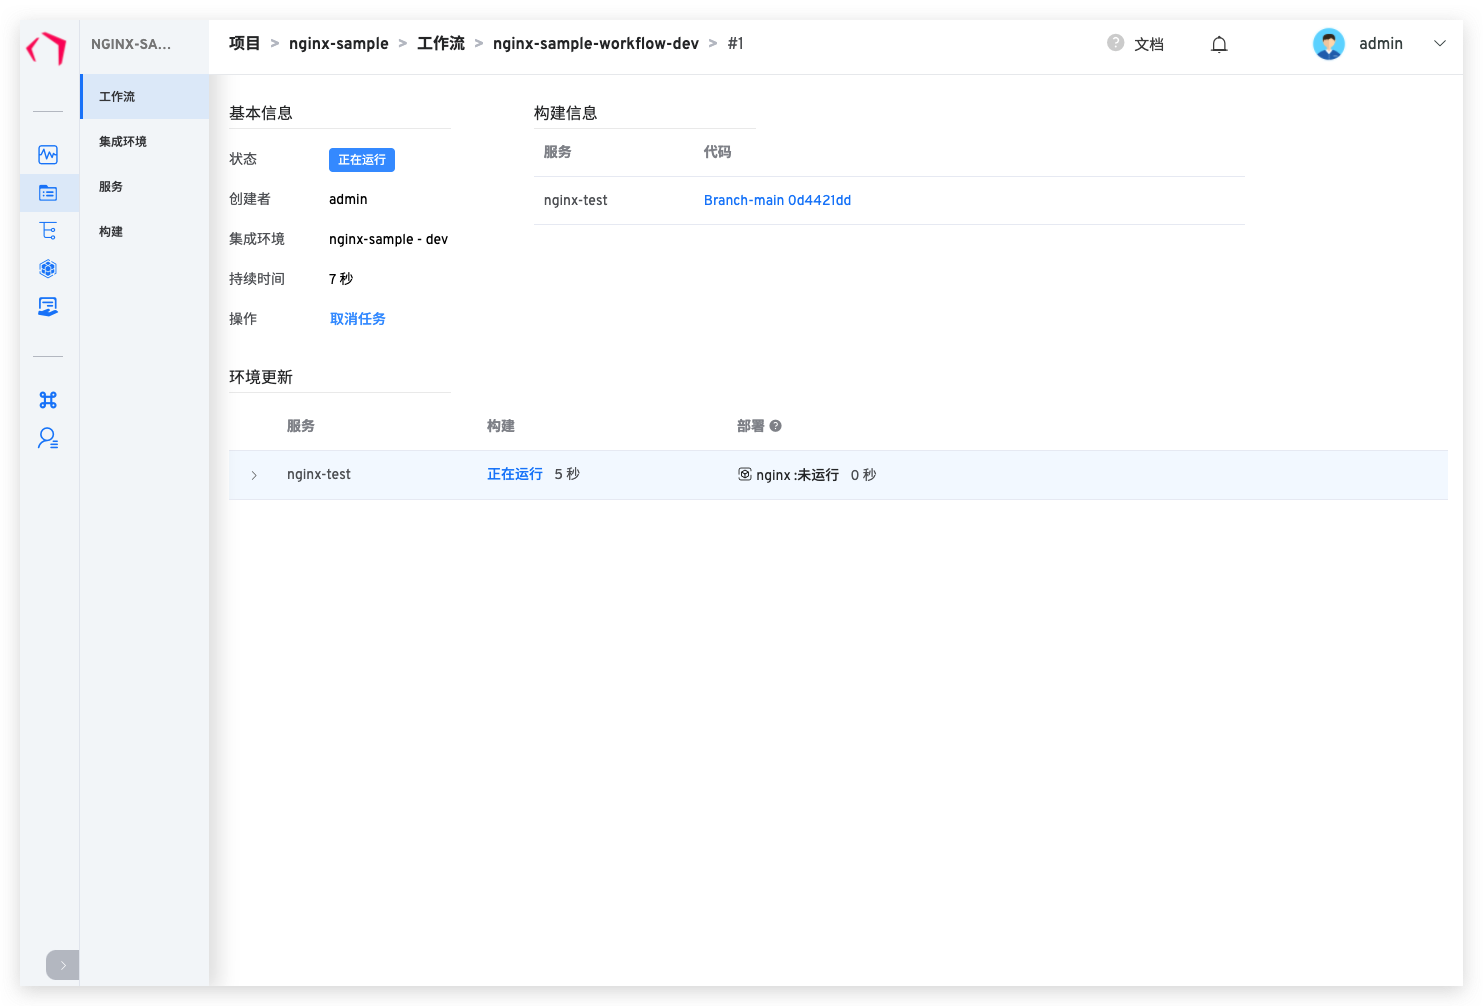 NGINX-SA...
项目 > nginx-sample > 工作流 > nginx-sample-workflow-dev > #1
? 文档
admin
工作流
集成环境
服务
构建
基本信息
状态 正在运行
创建者 admin
集成环境 nginx-sample - dev
持续时间 7 秒
操作 取消任务
构建信息
服务 代码
nginx-test Branch-main 0d4421dd
环境更新
服务 构建 部署 ?
> nginx-test 正在运行 5 秒 nginx :未运行 0 秒